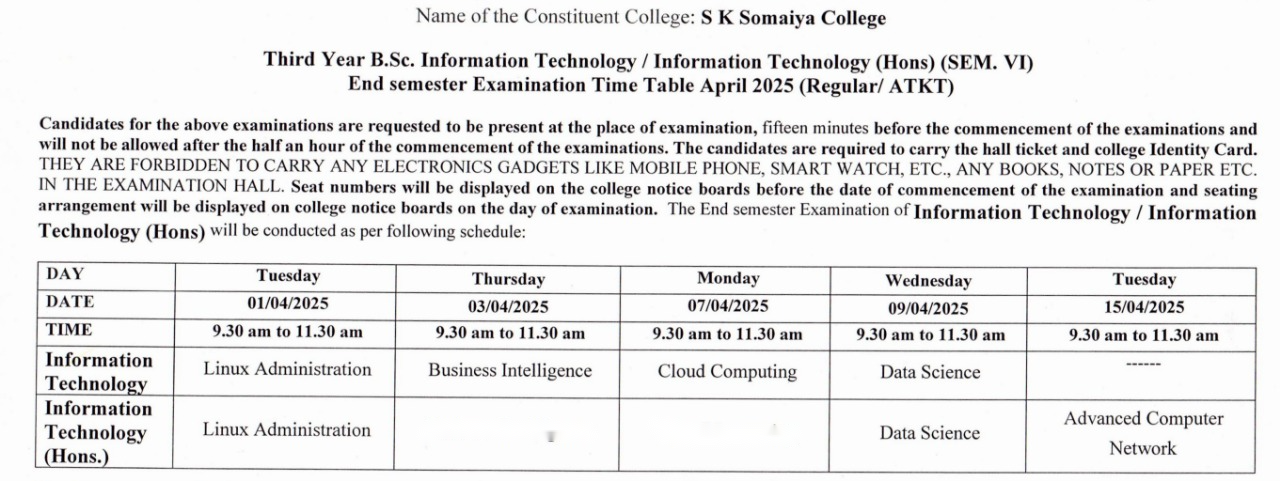 Name of the Constituent College: S K Somaiya College
Third Year B.Sc. Information Technology / Information Technology (Hons) (SEM. VI)
End semester Examination Time Table April 2025 (Regular/ ATKT)
Candidates for the above examinations are requested to be present at the place of examination, fifteen minutes before the commencement of the examinations and
will not be allowed after the half an hour of the commencement of the examinations. The candidates are required to carry the hall ticket and college Identity Card.
THEY ARE FORBIDDEN TO CARRY ANY ELECTRONICS GADGETS LIKE MOBILE PHONE, SMART WATCH, ETC., ANY BOOKS, NOTES OR PAPER ETC.
IN THE EXAMINATION HALL. Seat numbers will be displayed on the college notice boards before the date of commencement of the examination and seating
arrangement will be displayed on college notice boards on the day of examination. The End semester Examination of Information Technology / Information
Technology (Hons) will be conducted as per following schedule:
DAY Tuesday Thursday Monday Wednesday Tuesday
DATE 01/04/2025 03/04/2025 07/04/2025 09/04/2025 15/04/2025
TIME 9.30 am to 11.30 am 9.30 am to 11.30 am 9.30 am to 11.30 am 9.30 am to 11.30 am 9.30 am to 11.30 am
Information
Technology Linux Administration Business Intelligence Cloud Computing Data Science ------
Information
Technology
(Hons.) Linux Administration Data Science Advanced Computer
Network